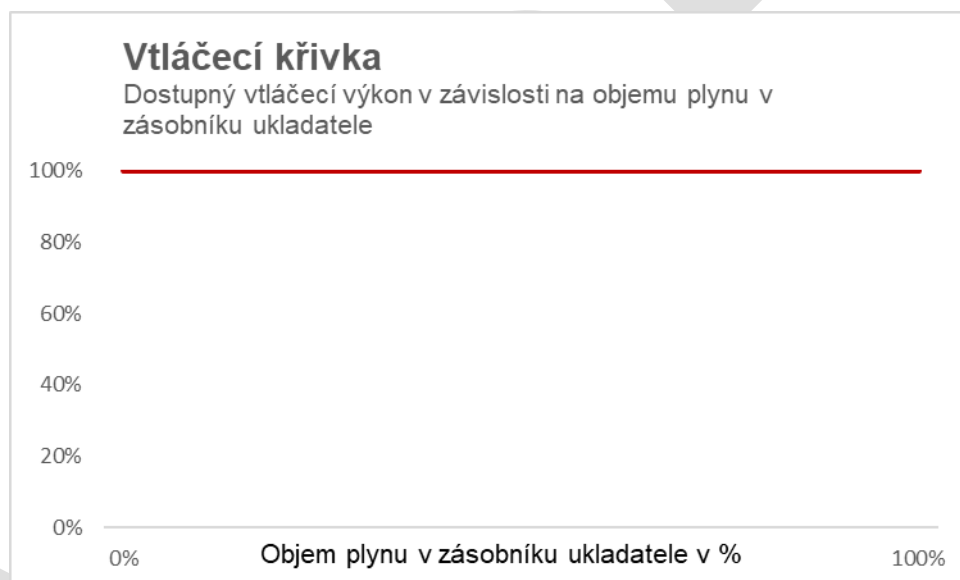 Vtláčecí křivka
Dostupný vtláčecí výkon v závislosti na objemu plynu v
zásobníku ukladatele
100%
80%
60%
40%
20%
0%
0%
Objem plynu v zásobníku ukladatele v %
100%